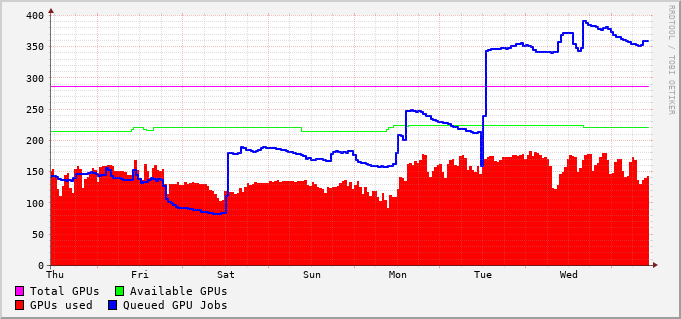 400
350
300
250
200
150
100
50
0
Thu Fri Sat Sun Mon Tue Wed
Total GPUs Available GPUs
GPUs used Queued GPU Jobs
RRDTOOL / TOBI OETIKER